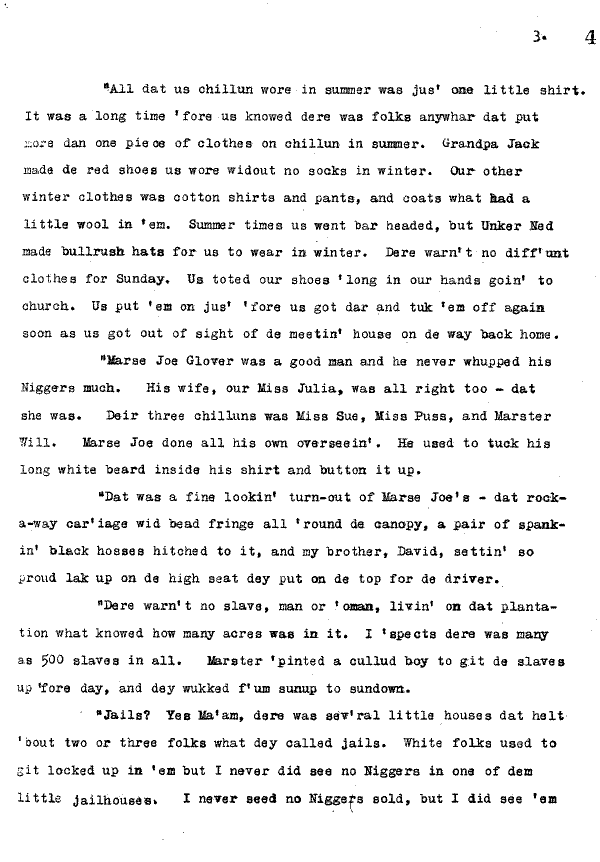 3. 4
"All dat us chillun wore in summer was jus' one little shirt.
It was a long time 'fore us knowed dere was folks anywhar dat put
more dan one piece of clothes on chillun in summer. Grandpa Jack
made de red shoes us wore widout no socks in winter. Our other
winter clothes was cotton shirts and pants, and coats what had a
little wool in 'em. Summer times us went bar headed, but Unker Ned
made bullrush hats for us to wear in winter. Dere warn't no diff'unt
clothes for Sunday. Us toted our shoes 'long in our hands goin' to
church. Us put 'em on jus' 'fore us got dar and tuk 'em off again
soon as us got out of sight of de meetin' house on de way back home.
"Marse Joe Glover was a good man and he never whupped his
Niggers much. His wife, our Miss Julia, was all right too - dat
she was. Deir three chilluns was Miss Sue, Miss Puss, and Marster
Will. Marse Joe done all his own overseein'. He used to tuck his
long white beard inside his shirt and button it up.
"Dat was a fine lookin' turn-out of Marse Joe's - dat rock-
a-way car'iage wid bead fringe all 'round de canopy, a pair of spank-
in' black hosses hitched to it, and my brother, David, settin' so
proud lak up on de high seat dey put on de top for de driver.
"Dere warn't no slave, man or 'oman, livin' on dat planta-
tion what knowed how many acres was in it. I 'spects dere was many
as 500 slaves in all. Marster 'pinted a cullud boy to git de slaves
up 'fore day, and dey wukked f'um sunup to sundown.
"Jails? Yes Ma'am, dere was sev'ral little houses dat helt
'bout two or three folks what dey called jails. White folks used to
git locked up in 'em but I never did see no Niggers in one of dem
little jailhouses. I never seed no Niggers sold, but I did see 'em